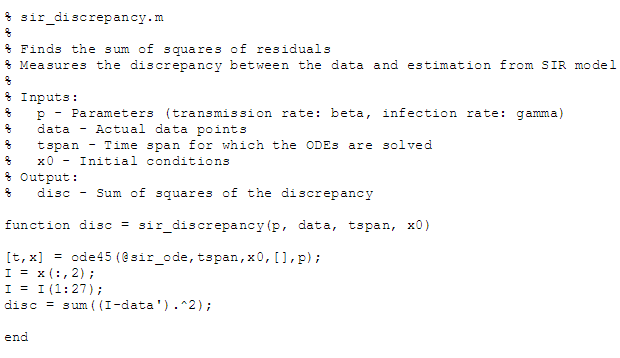 % sir_discrepancy.m
%
% Finds the sum of squares of residuals
% Measures the discrepancy between the data and estimation from SIR model
%
% Inputs:
%   p - Parameters (transmission rate: beta, infection rate: gamma)
%   data - Actual data points
%   tspan - Time span for which the ODEs are solved
%   x0 - Initial conditions
% Output:
%   disc - Sum of squares of the discrepancy
function disc = sir_discrepancy(p, data, tspan, x0)
[t,x] = ode45(@sir_ode,tspan,x0,[],p);
I = x(:,2);
I = I(1:27);
disc = sum((I-data').^2);
end